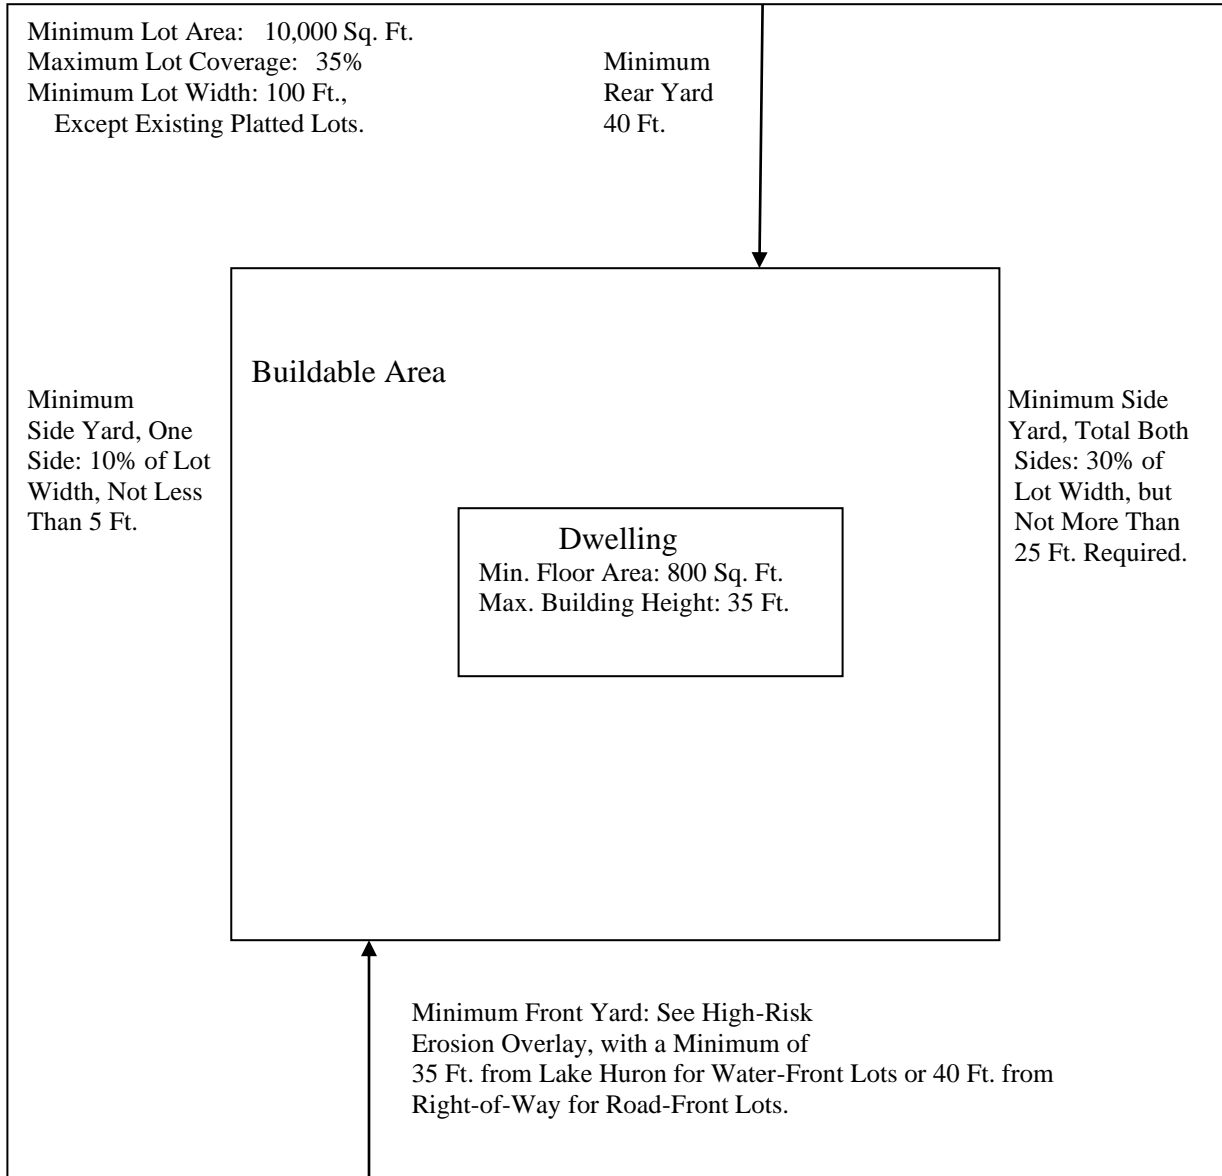 Minimum Lot Area: 10,000 Sq. Ft.
Maximum Lot Coverage: 35%
Minimum Lot Width: 100 Ft.,
Except Existing Platted Lots.
Minimum
Rear Yard
40 Ft.
Buildable Area
Minimum
Side Yard, One
Side: 10% of Lot
Width, Not Less
Than 5 Ft.
Dwelling
Min. Floor Area: 800 Sq. Ft.
Max. Building Height: 35 Ft.
Minimum Side
Yard, Total Both
Sides: 30% of
Lot Width, but
Not More Than
25 Ft. Required.
Minimum Front Yard: See High-Risk
Erosion Overlay, with a Minimum of
35 Ft. from Lake Huron for Water-Front Lots or 40 Ft. from
Right-of-Way for Road-Front Lots.